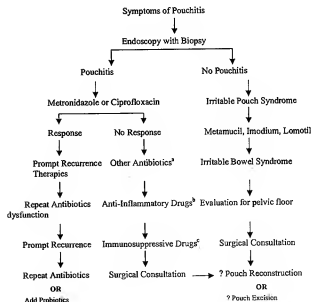 Symptoms of Pouchitis
Endoscopy with Biopsy
Pouchitis No Pouchitis
Metronidazole or Ciprofloxacin Irritable Pouch Syndrome
Response No Response Metamucil, Imodium, Lomotil
Prompt Recurrence Other Antibiotics^a Irritable Bowel Syndrome
Therapies
Repeat Antibiotics Anti-Inflammatory Drugs^b Evaluation for pelvic floor
dysfunction
Prompt Recurrence Immunosuppressive Drugs^c Surgical Consultation
Repeat Antibiotics Surgical Consultation ? Pouch Reconstruction
OR OR
Add Probiotics ? Pouch Excision